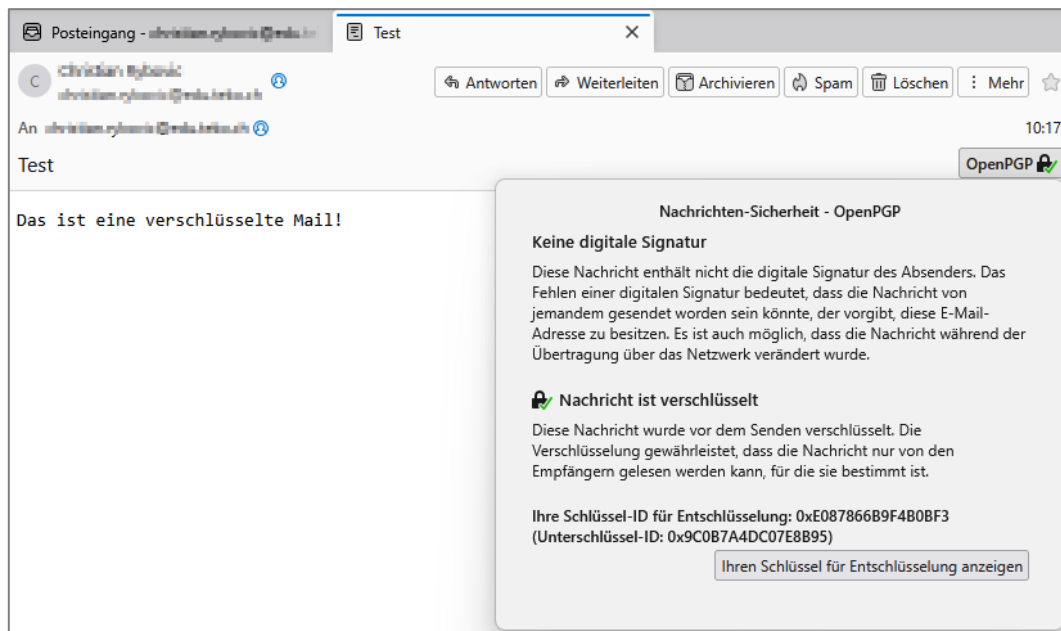 Posteingang -
Test
C
Antworten
Weiterleiten
Archivieren
Spam
Löschen
Mehr
An
10:17
Test
OpenPGP
Das ist eine verschlüsselte Mail!
Nachrichten-Sicherheit - OpenPGP
Keine digitale Signatur
Diese Nachricht enthält nicht die digitale Signatur des Absenders. Das
Fehlen einer digitalen Signatur bedeutet, dass die Nachricht von
jemandem gesendet worden sein könnte, der vorgibt, diese E-Mail-
Adresse zu besitzen. Es ist auch möglich, dass die Nachricht während der
Übertragung über das Netzwerk verändert wurde.
Nachricht ist verschlüsselt
Diese Nachricht wurde vor dem Senden verschlüsselt. Die
Verschlüsselung gewährleistet, dass die Nachricht nur von den
Empfängern gelesen werden kann, für die sie bestimmt ist.
Ihre Schlüssel-ID für Entschlüsselung: 0xE087866B9F4B0BF3
(Unterschlüssel-ID: 0x9C0B7A4DC07E8B95)
Ihren Schlüssel für Entschlüsselung anzeigen